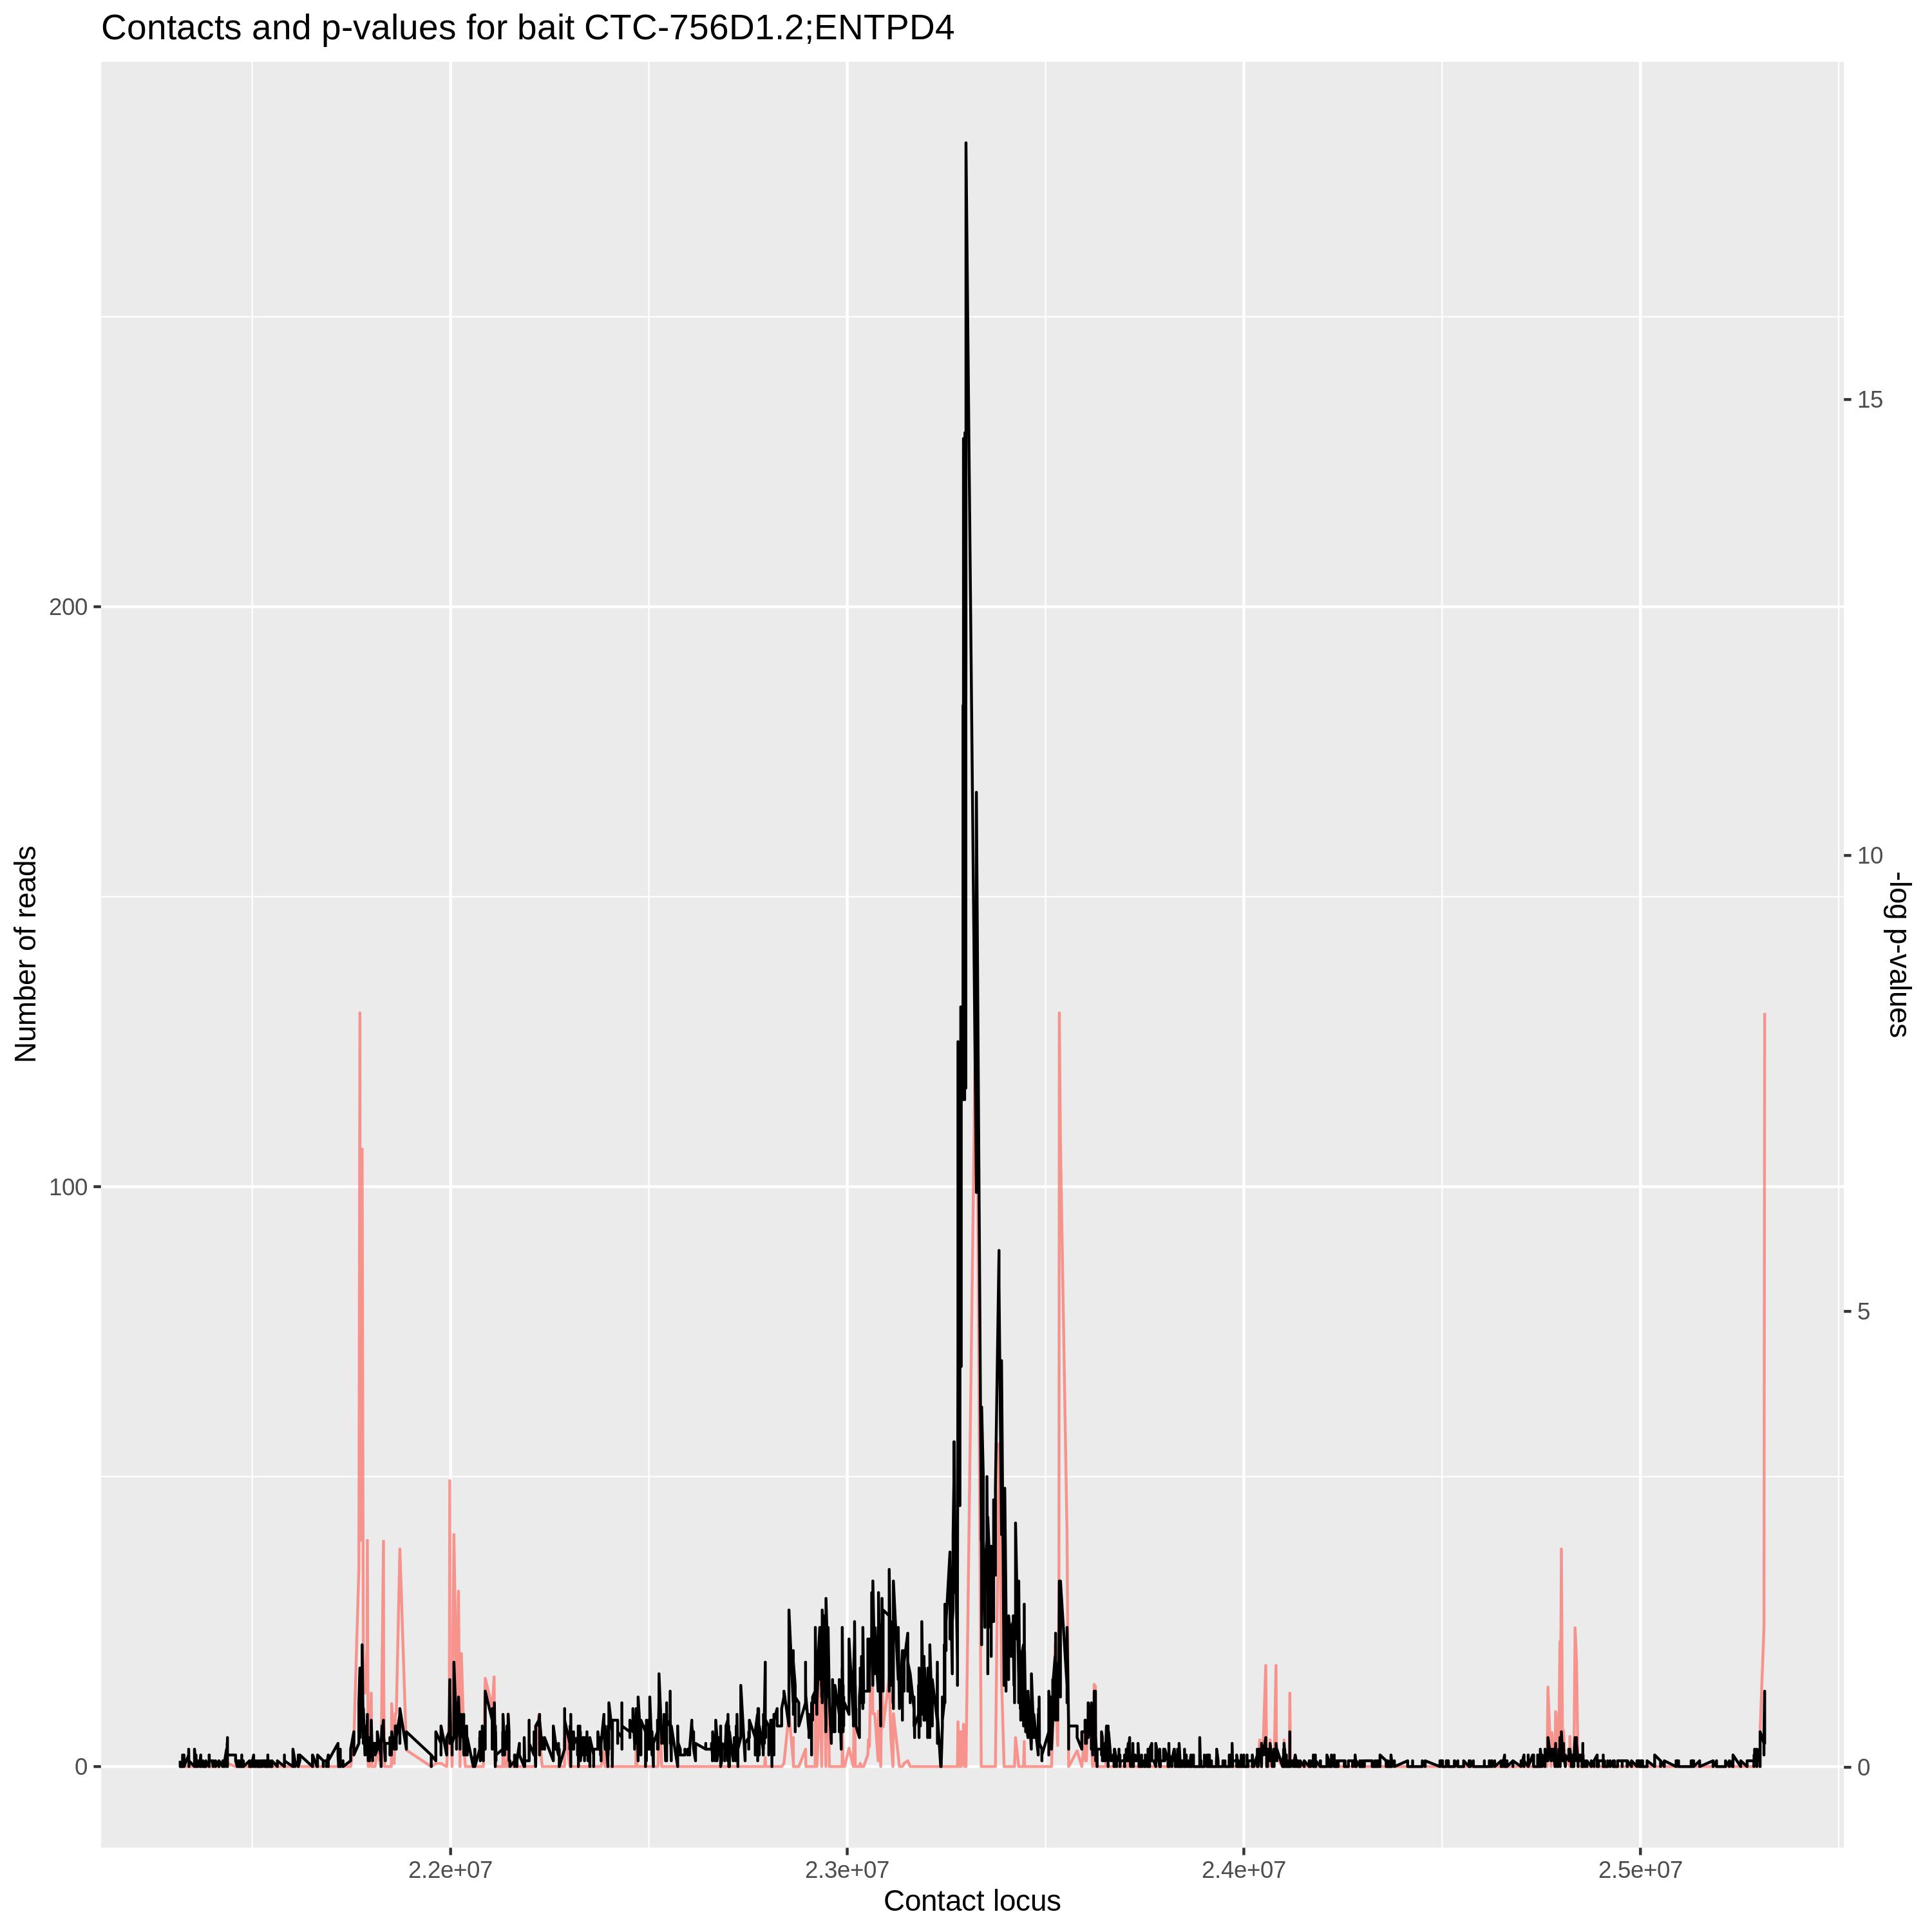 Contacts and p-values for bait CTC-756D1.2;ENTPD4
Number of reads
200
100
0
15
10
5
0
-log p-values
2.2e+07 2.3e+07 2.4e+07 2.5e+07
Contact locus